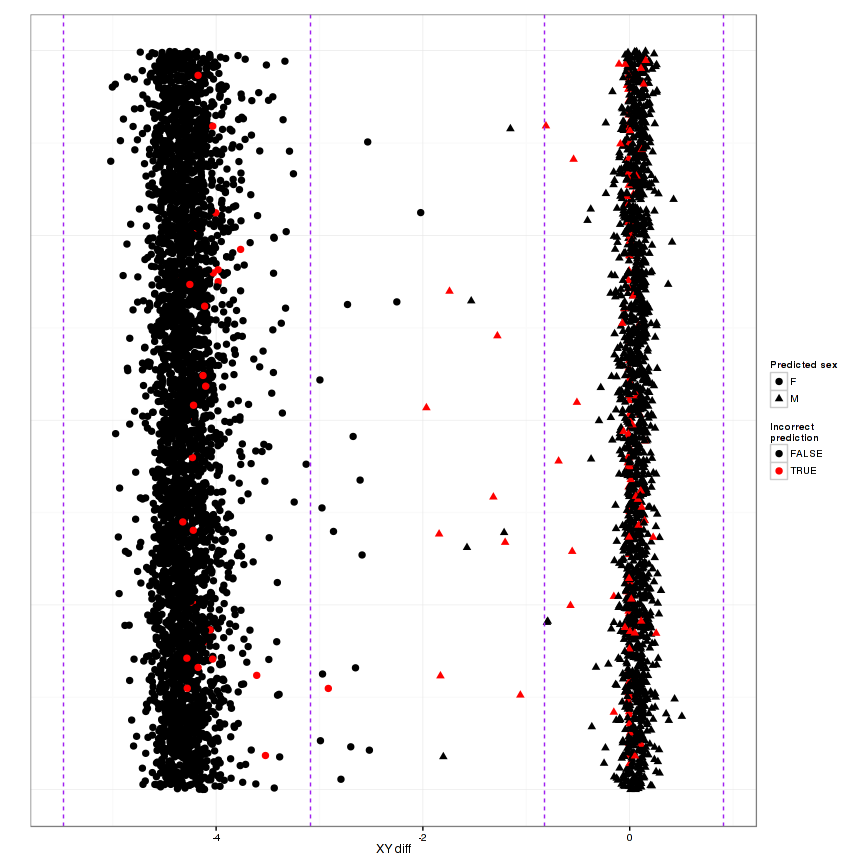 Predicted sex
F
M
Incorrect
prediction
FALSE
TRUE
-4
-2
0
XY diff